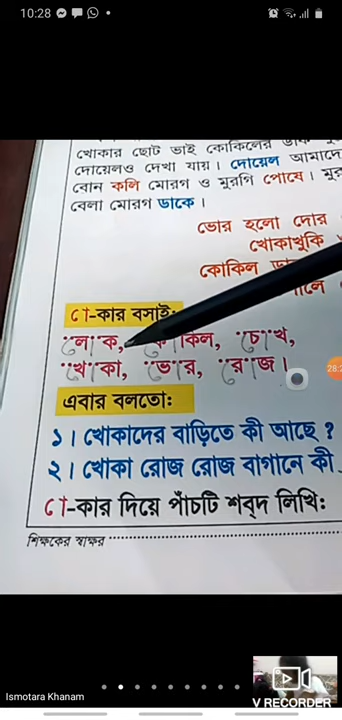 10:28
খোকার ছোট ভাই কোকিলের
দোয়েলও দেখা যায়। দোয়েল আমাদে
বোন কলি মোরগ ও মুরগি পোষে। মুর
বেলা মোরগ ডাকে।
ভোর হলো দোর
খোকাখুকি
কোকিল
ো-কার বসাই:
লোক, কোকিল, চোখ,
খোকা, ভোর, রোজ।
এবার বলতো:
১। খোকাদের বাড়িতে কী আছে ?
২। খোকা রোজ রোজ বাগানে কী
ো-কার দিয়ে পাঁচটি শব্দ লিখি:
শিক্ষকের স্বাক্ষর
Ismotara Khanam
V RECORDER